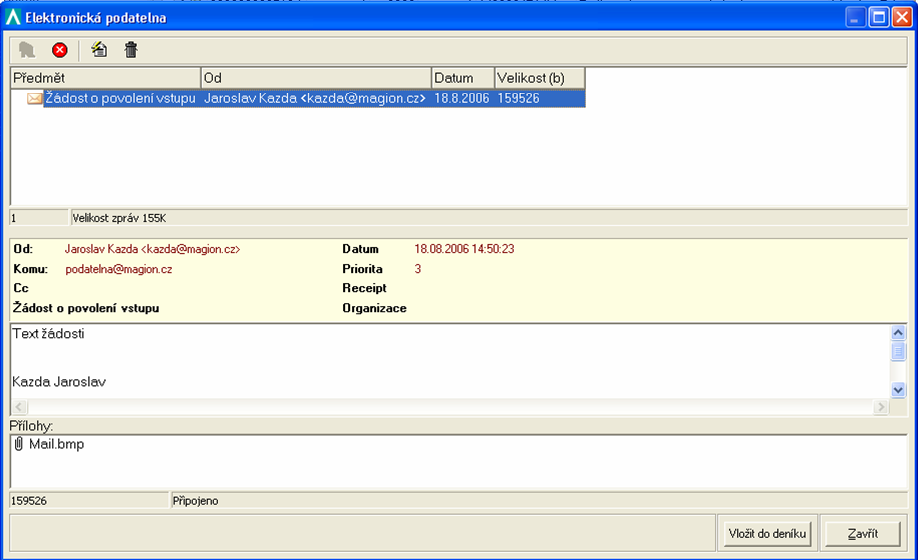 Elektronická podatelna
Předmět Od Datum Velikost (b)
Žádost o povolení vstupu Jaroslav Kazda <kazda@magion.cz> 18.8.2006 159526
1 Velikost zpráv 155K
Od: Jaroslav Kazda <kazda@magion.cz> Datum 18.08.2006 14:50:23
Komu: podatelna@magion.cz Priorita 3
Cc Receipt
Žádost o povolení vstupu Organizace
Text žádosti
Kazda Jaroslav
Přílohy:
Mail.bmp
159526 Připojeno
Vložit do deníku Zavřít